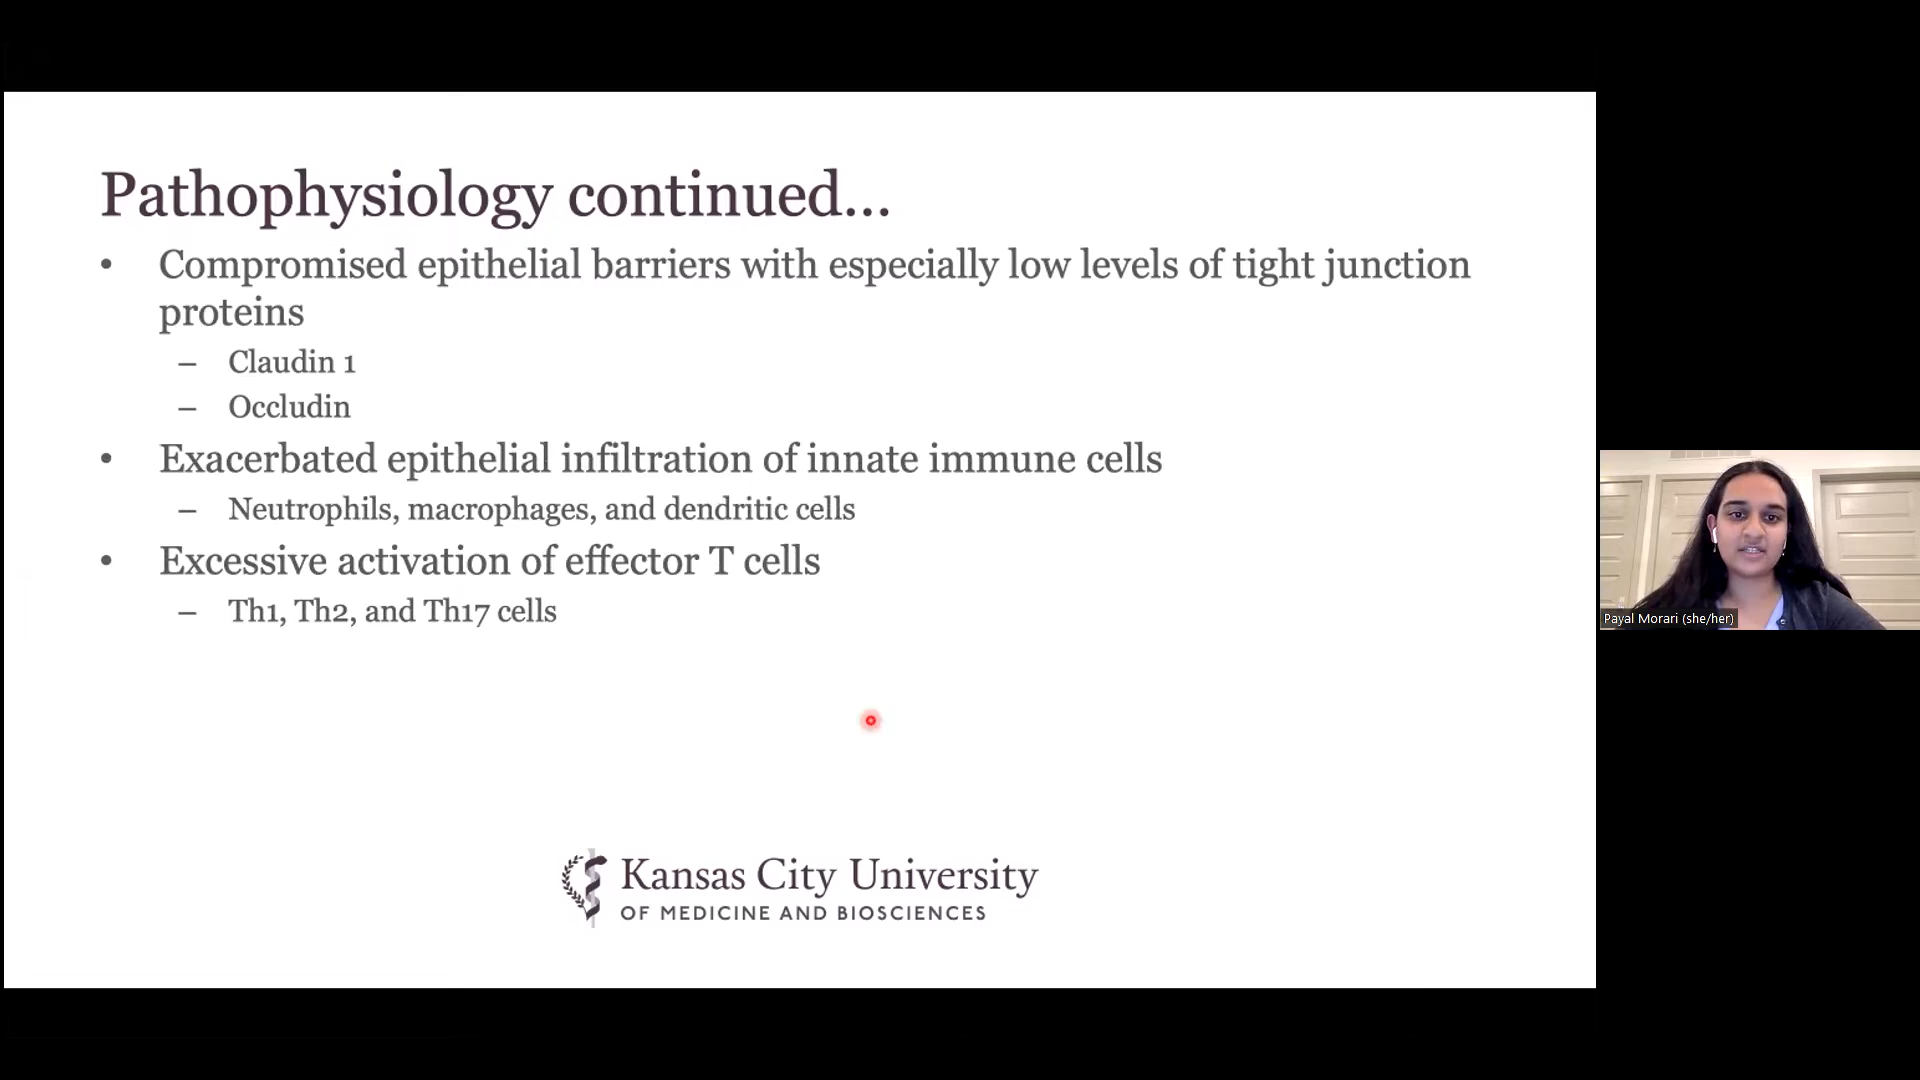 Pathophysiology continued...
• Compromised epithelial barriers with especially low levels of tight junction
proteins
– Claudin 1
– Occludin
• Exacerbated epithelial infiltration of innate immune cells
– Neutrophils, macrophages, and dendritic cells
• Excessive activation of effector T cells
– Th1, Th2, and Th17 cells
Kansas City University
OF MEDICINE AND BIOSCIENCES
Payal Morari (she/her)